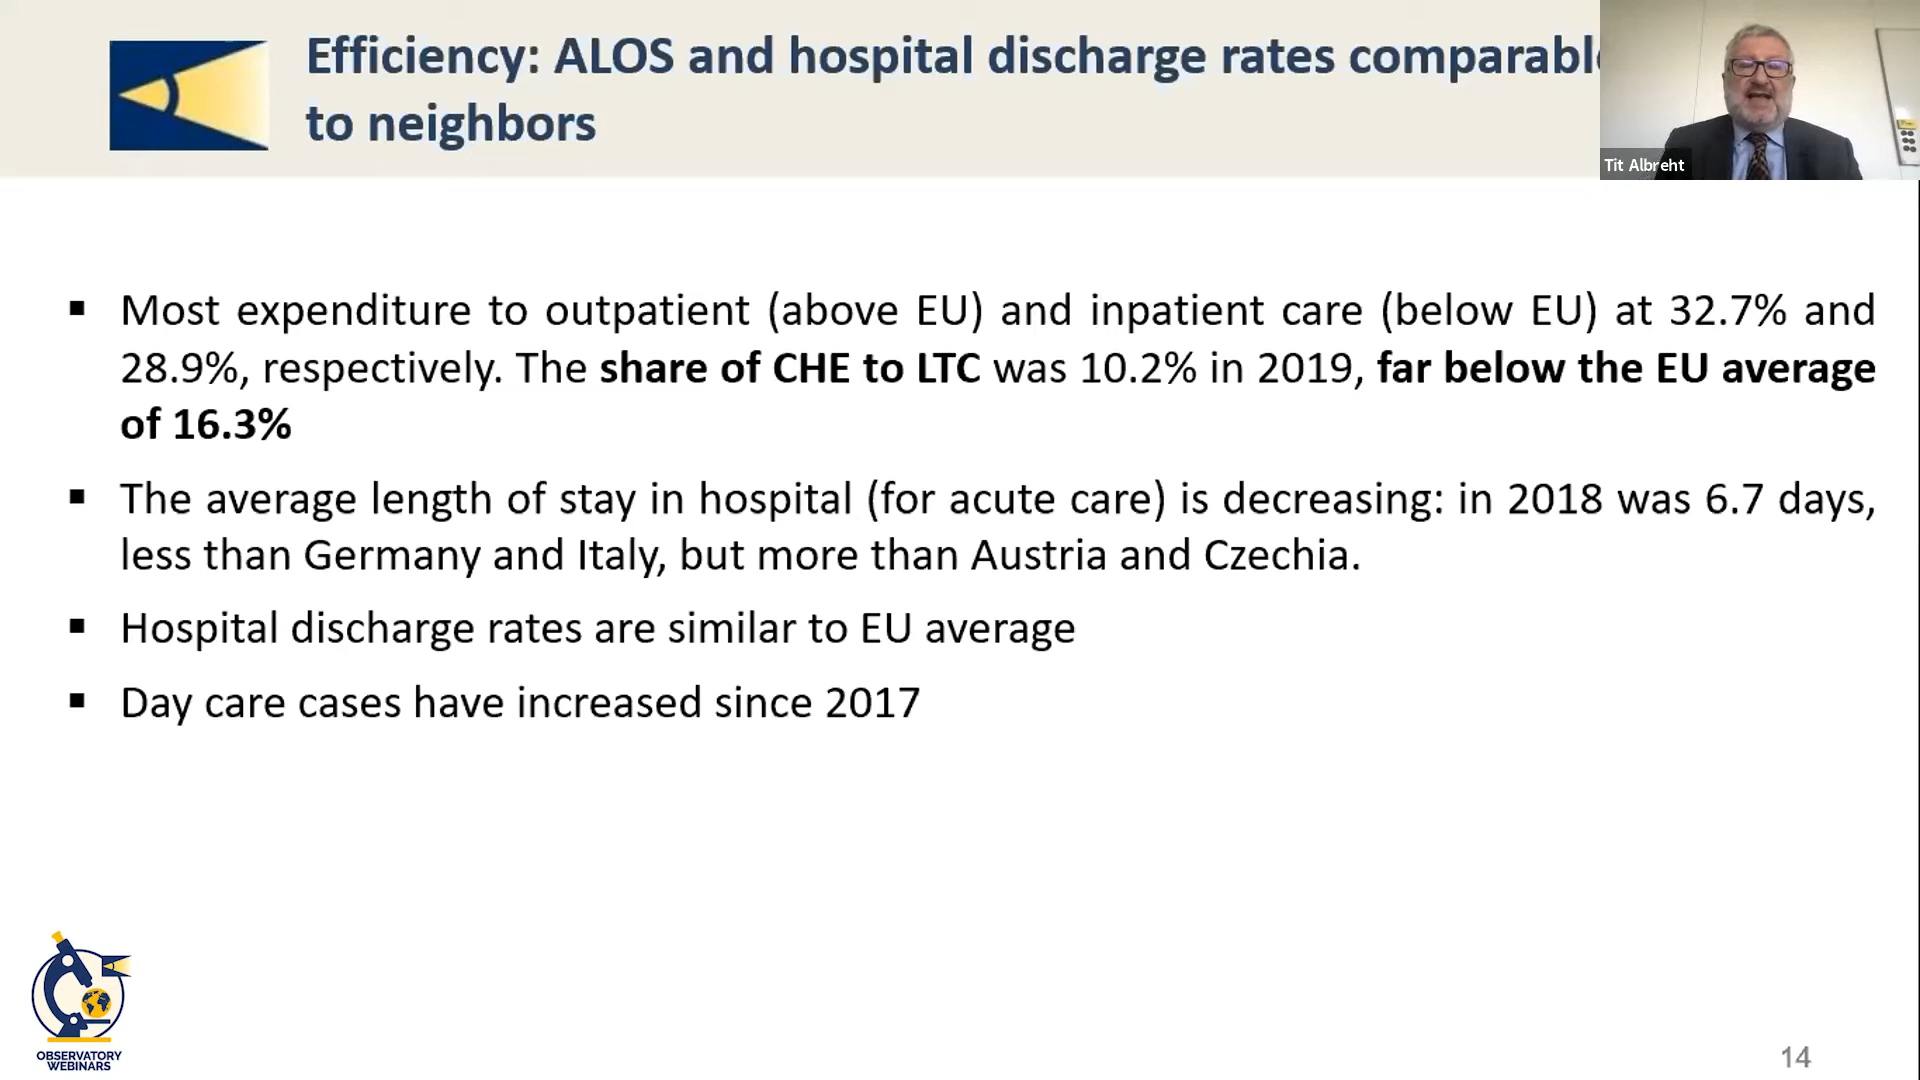 Efficiency: ALOS and hospital discharge rates comparable
to neighbors
Tit Albreht
Most expenditure to outpatient (above EU) and inpatient care (below EU) at 32.7% and
28.9%, respectively. The share of CHE to LTC was 10.2% in 2019, far below the EU average
of 16.3%
The average length of stay in hospital (for acute care) is decreasing: in 2018 was 6.7 days,
less than Germany and Italy, but more than Austria and Czechia.
Hospital discharge rates are similar to EU average
Day care cases have increased since 2017
OBSERVATORY
WEBINARS
14